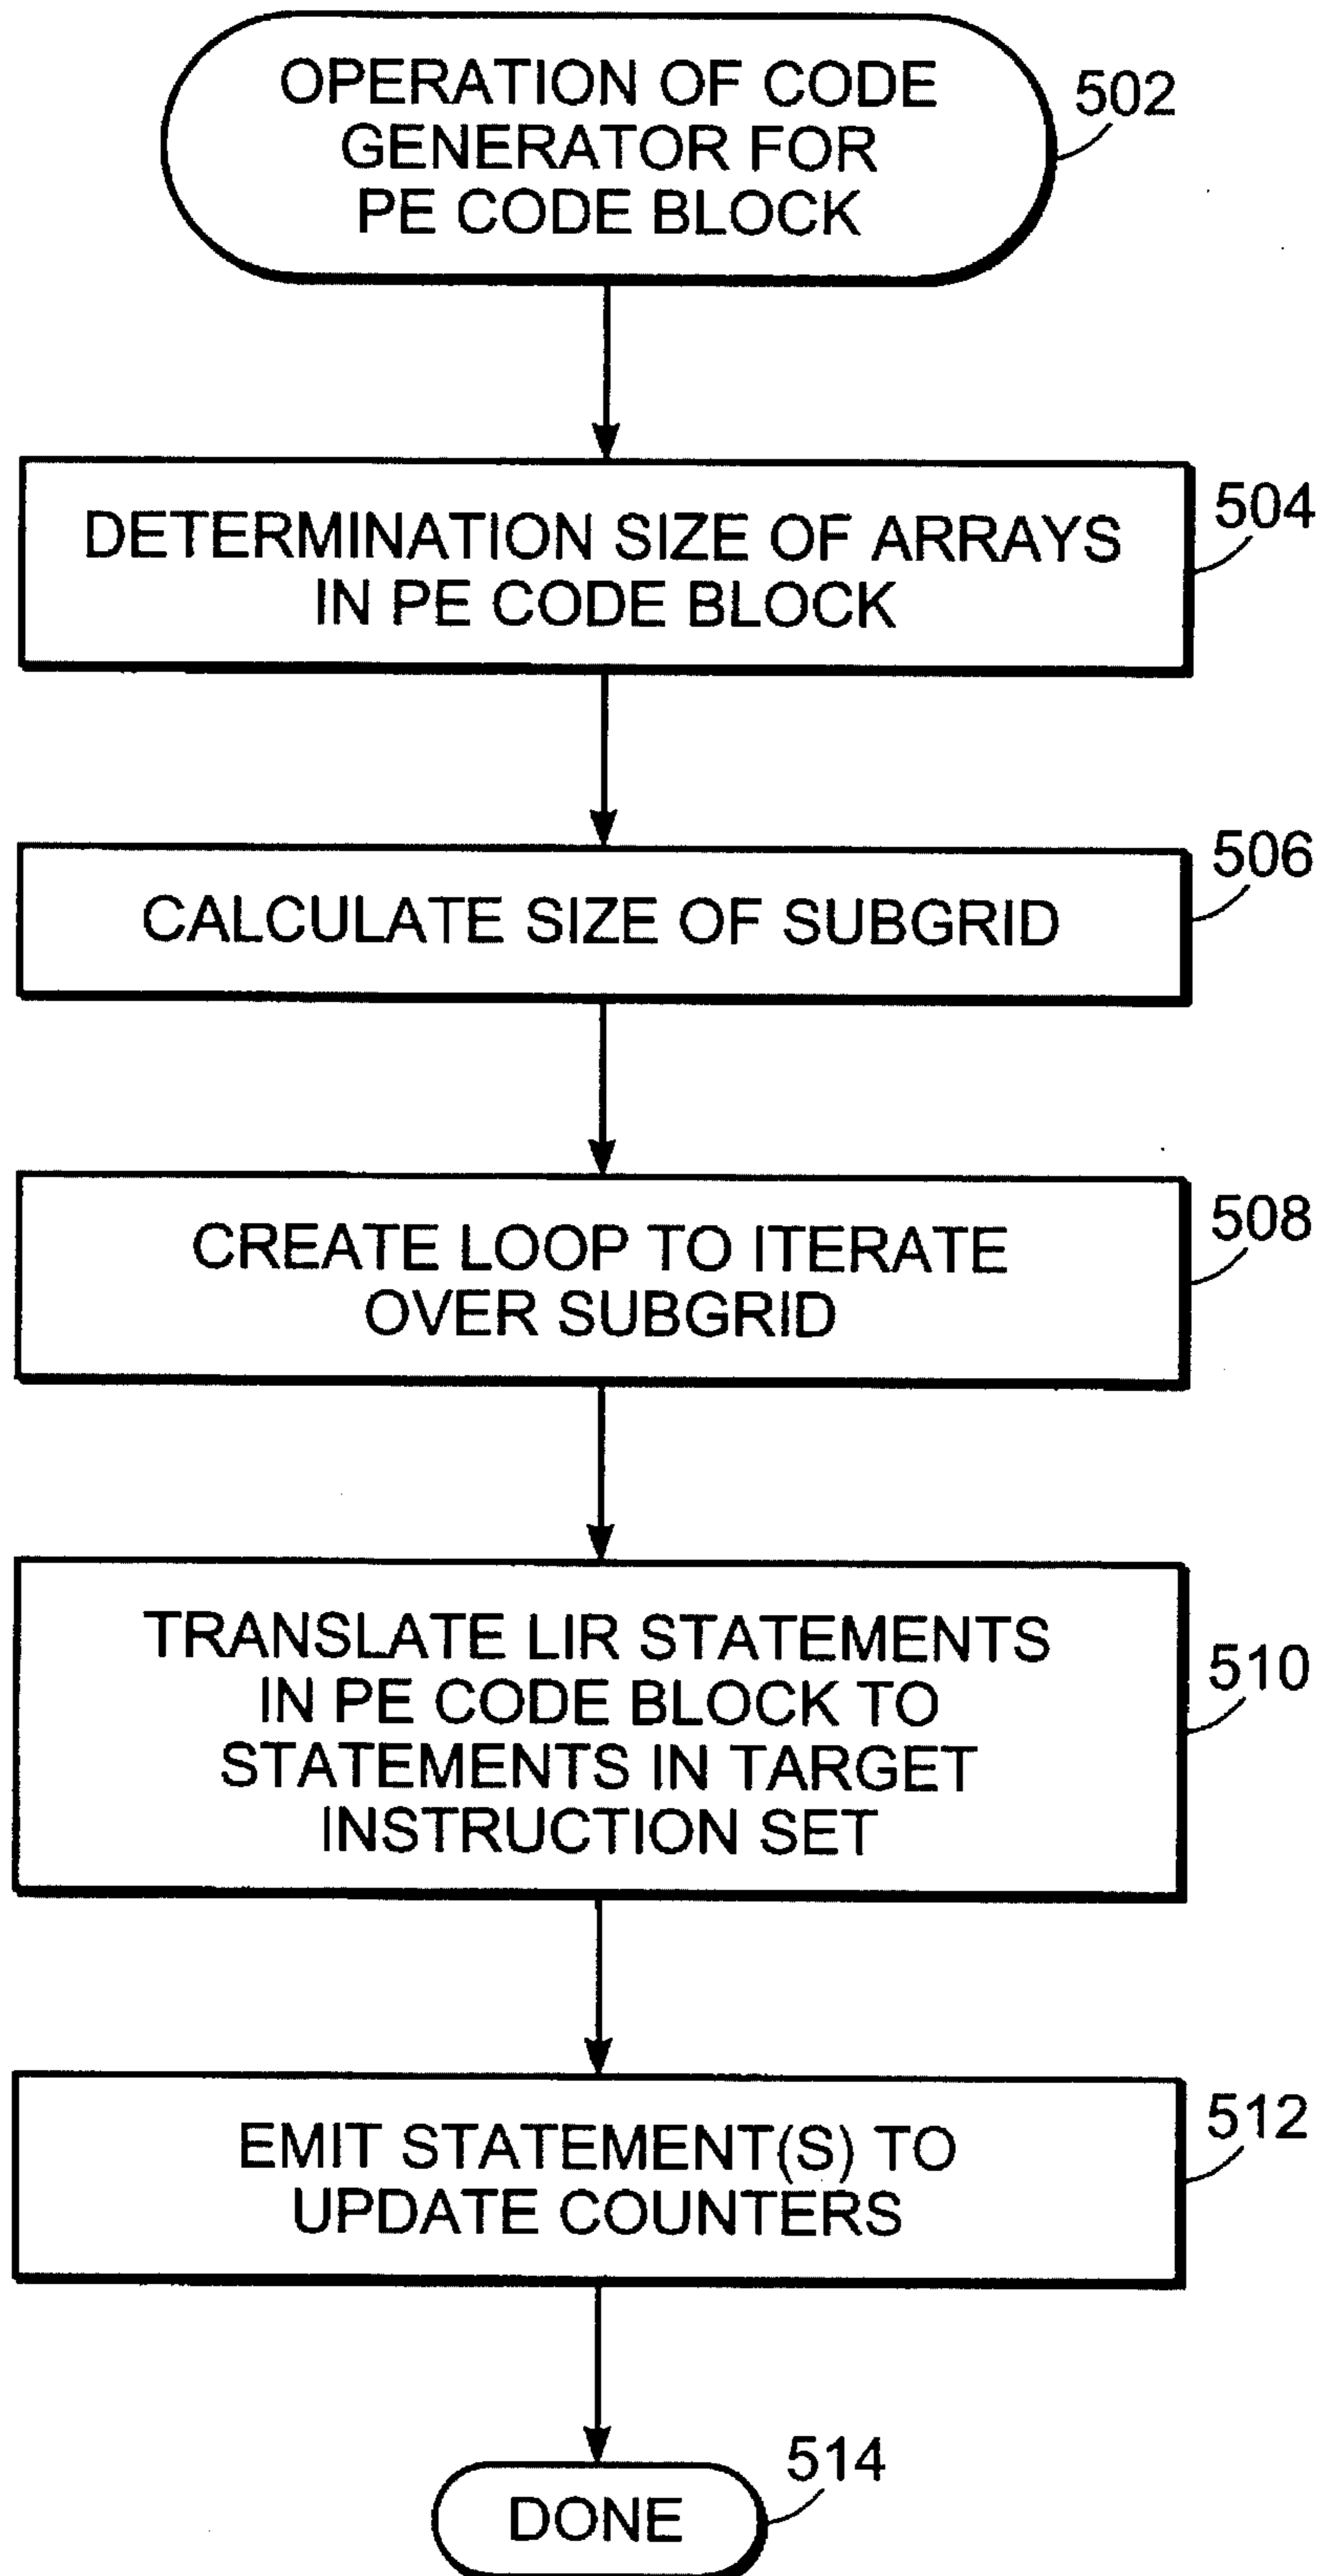 OPERATION OF CODE
GENERATOR FOR
PE CODE BLOCK
502
DETERMINATION SIZE OF ARRAYS
IN PE CODE BLOCK
504
CALCULATE SIZE OF SUBGRID
506
CREATE LOOP TO ITERATE
OVER SUBGRID
508
TRANSLATE LIR STATEMENTS
IN PE CODE BLOCK TO
STATEMENTS IN TARGET
INSTRUCTION SET
510
EMIT STATEMENT(S) TO
UPDATE COUNTERS
512
DONE
514